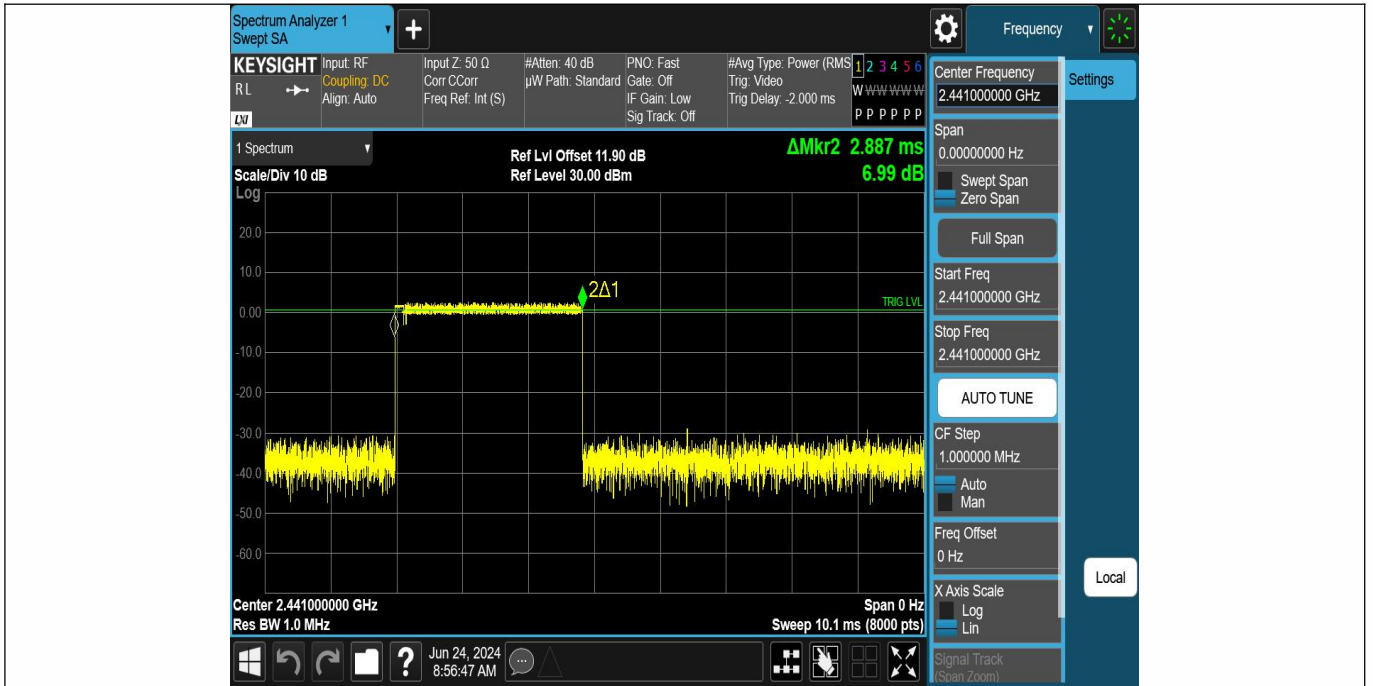 Spectrum Analyzer 1
Swept SA
+
Frequency
KEYSIGHT
RL
LXI
Input: RF
Coupling: DC
Align: Auto
Input Z: 50 Ω
Corr CCorr
Freq Ref: Int (S)
#Atten: 40 dB
µW Path: Standard
PNO: Fast
Gate: Off
IF Gain: Low
Sig Track: Off
#Avg Type: Power (RMS
Trig: Video
Trig Delay: -2.000 ms
1 2 3 4 5 6
W W W W W W
P P P P P P
1 Spectrum
Scale/Div 10 dB
Log
Ref Lvl Offset 11.90 dB
Ref Level 30.00 dBm
ΔMkr2 2.887 ms
6.99 dB
20.0
10.0
0.00
-10.0
-20.0
-30.0
-40.0
-50.0
-60.0
2Δ1
TRIG LVL
Center 2.441000000 GHz
Res BW 1.0 MHz
Span 0 Hz
Sweep 10.1 ms (8000 pts)
?
Jun 24, 2024
8:56:47 AM
Center Frequency
2.441000000 GHz
Settings
Span
0.00000000 Hz
Swept Span
Zero Span
Full Span
Start Freq
2.441000000 GHz
Stop Freq
2.441000000 GHz
AUTO TUNE
CF Step
1.000000 MHz
Auto
Man
Freq Offset
0 Hz
X Axis Scale
Log
Lin
Local
Signal Track
(Span Zoom)